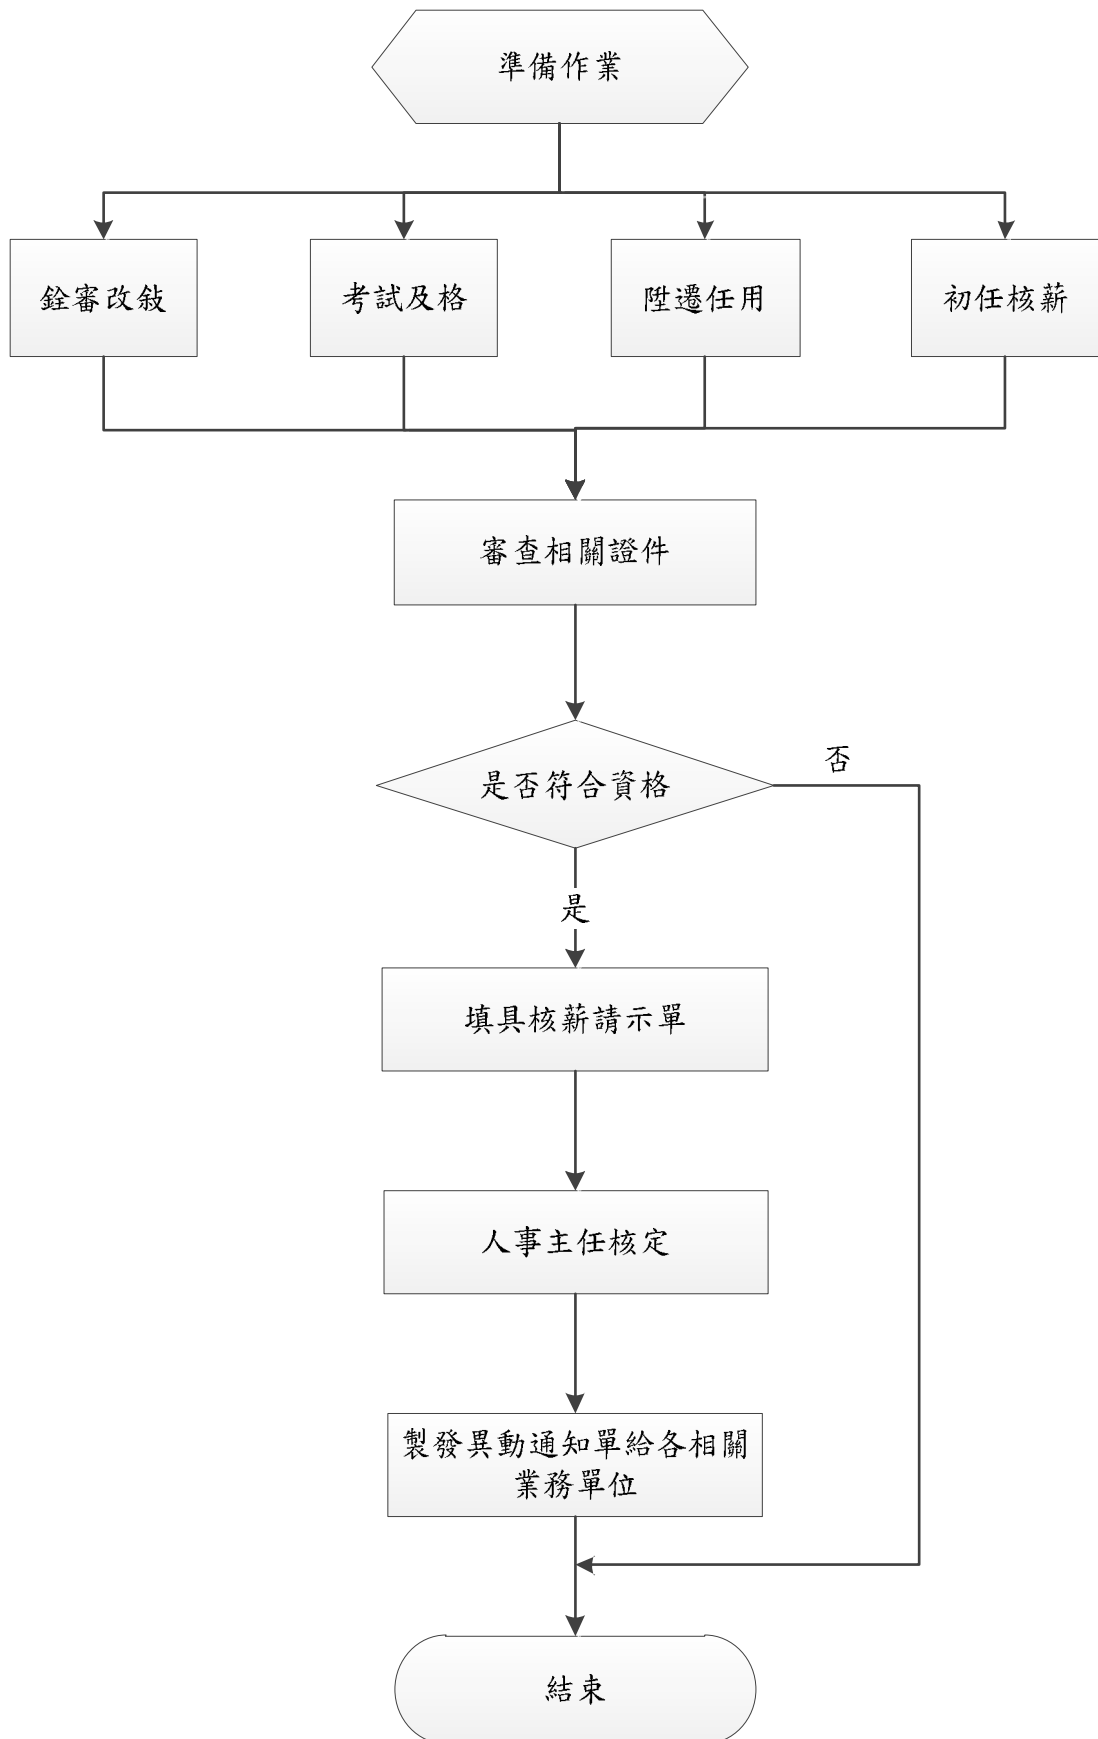 準備作業
銓審改敍
考試及格
陞遷任用
初任核薪
審查相關證件
是否符合資格
否
是
填具核薪請示單
人事主任核定
製發異動通知單給各相關
業務單位
結束